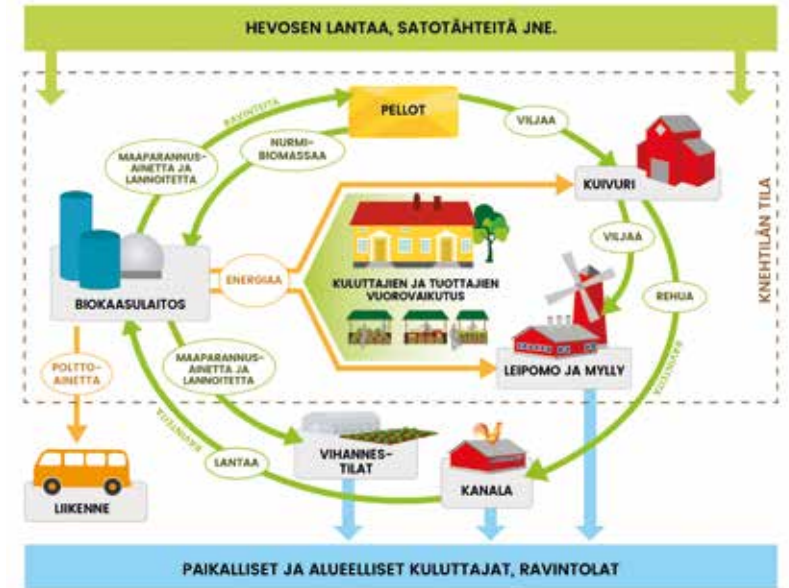 HEVOSEN LANTAA, SATOTÄHTEITÄ JNE.
RAVINTEITA
PELLOT
VILJAA
NURMI-
BIOMASSAA
MAAPARANNUS-
AINETTA JA
LANNOITETTA
KUIVURI
KNEHTILÄN TILA
VILJAA
REHUA
ENERGIAA
KULUTTAJIEN JA TUOTTAJIEN
VUOROVAIKUTUS
BIOKAASULAITOS
MAAPARANNUS-
AINETTA JA
LANNOITETTA
POLTTO-
AINETTA
LEIPOMO JA MYLLY
RAVINTEITA
RAVINTEITA
LANTAA
VIHANNES-
TILAT
KANALA
LIIKENNE
PAIKALLISET JA ALUEELLISET KULUTTAJAT, RAVINTOLAT